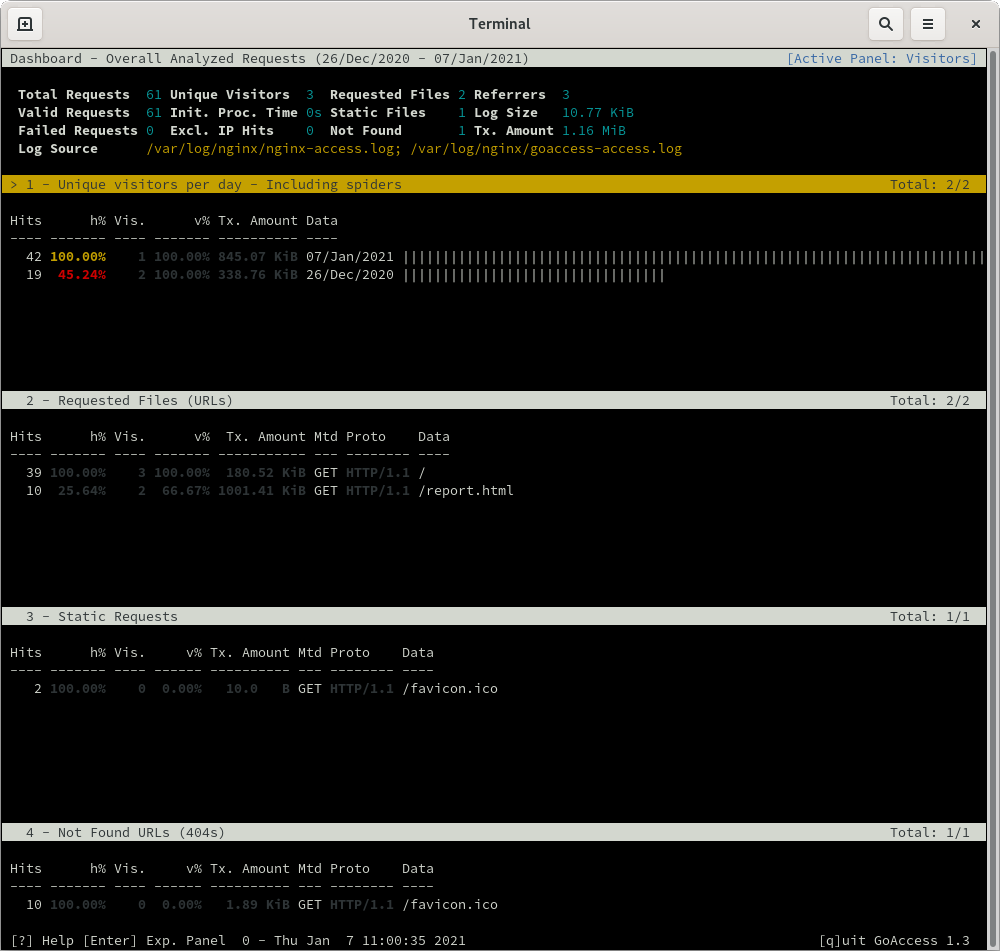 Terminal
Dashboard - Overall Analyzed Requests (26/Dec/2020 - 07/Jan/2021) [Active Panel: Visitors]
Total Requests 61 Unique Visitors 3 Requested Files 2 Referrers 3
Valid Requests 61 Init. Proc. Time 0s Static Files 1 Log Size 10.77 KiB
Failed Requests 0 Excl. IP Hits 0 Not Found 1 Tx. Amount 1.16 MiB
Log Source /var/log/nginx/nginx-access.log; /var/log/nginx/goaccess-access.log
> 1 - Unique visitors per day - Including spiders Total: 2/2
Hits h% Vis. v% Tx. Amount Data
---- ------- ---- ------- ---------- ----
42 100.00% 1 100.00% 845.07 KiB 07/Jan/2021 |||||||||||||||||||||||||||||||||||||||||||||||||||||||||||||||||||||||||
19 45.24% 2 100.00% 338.76 KiB 26/Dec/2020 |||||||||||||||||||||||||||||||||
2 - Requested Files (URLs) Total: 2/2
Hits h% Vis. v% Tx. Amount Mtd Proto Data
---- ------- ---- ------- ----------- --- -------- ----
39 100.00% 3 100.00% 180.52 KiB GET HTTP/1.1 /
10 25.64% 2 66.67% 1001.41 KiB GET HTTP/1.1 /report.html
3 - Static Requests Total: 1/1
Hits h% Vis. v% Tx. Amount Mtd Proto Data
---- ------- ---- ------ ---------- --- -------- ----
2 100.00% 0 0.00% 10.0 B GET HTTP/1.1 /favicon.ico
4 - Not Found URLs (404s) Total: 1/1
Hits h% Vis. v% Tx. Amount Mtd Proto Data
---- ------- ---- ------ ---------- --- -------- ----
10 100.00% 0 0.00% 1.89 KiB GET HTTP/1.1 /favicon.ico
[?] Help [Enter] Exp. Panel 0 - Thu Jan 7 11:00:35 2021 [q]uit GoAccess 1.3